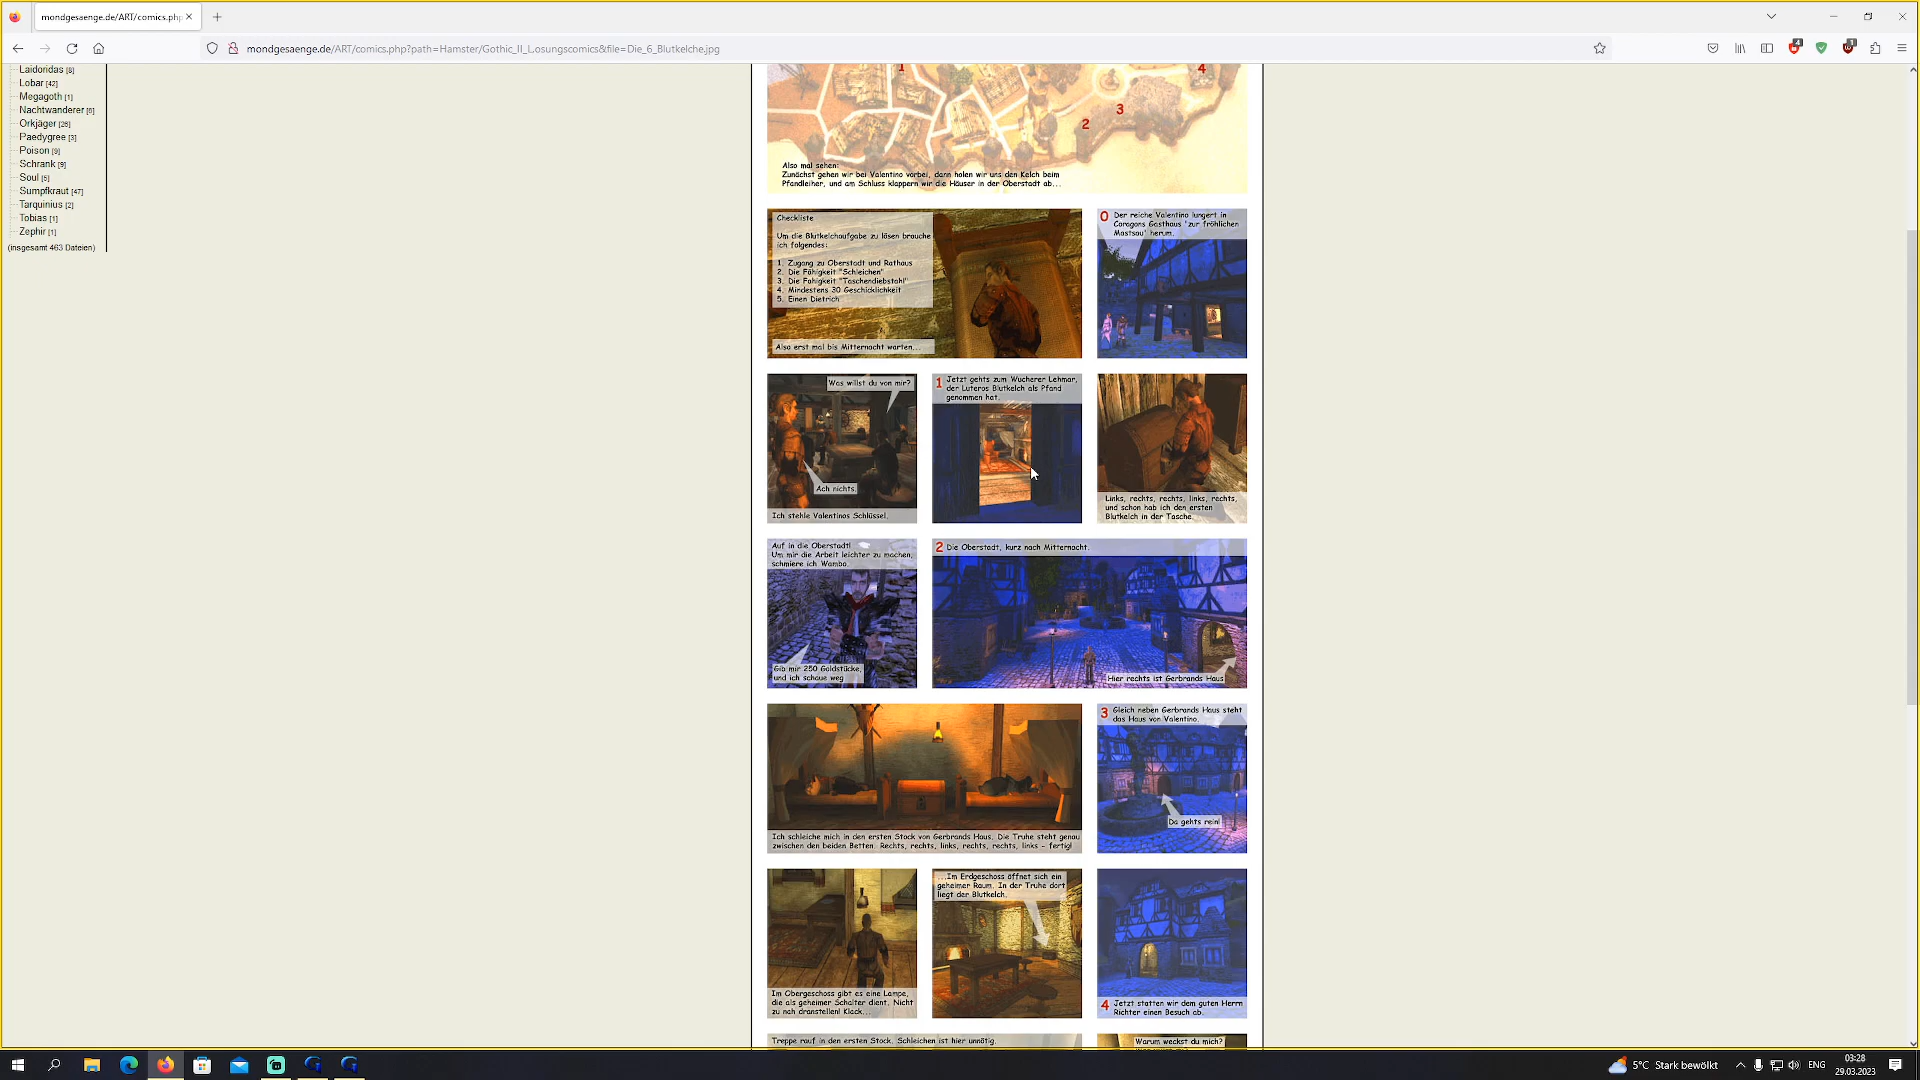 mondgesaenge.de/ART/comics.php
mondgesaenge.de/ART/comics.php?path=Hamster/Gothic_II_Losungscomics&file=Die_6_Blutkelche.jpg
4
1
Laidoridas [8]
Lobar [42]
Megagoth [1]
Nachtwanderer [6]
Orkjäger [26]
Paedygree [3]
Poison [9]
Schrank [9]
Soul [5]
Sumpfkraut [47]
Tarquinius [2]
Tobias [1]
Zephir [1]
(insgesamt 463 Dateien)
1
4
3
2
Also mal sehen:
Zunächst gehen wir bei Valentino vorbei, dann holen wir uns den Kelch beim
Pfandleiher, und am Schluss klappern wir die Häuser in der Oberstadt ab...
Checkliste
Um die Blutkelchaufgabe zu lösen brauche
ich folgendes:
1. Zugang zu Oberstadt und Rathaus
2. Die Fähigkeit "Schleichen"
3. Die Fähigkeit "Taschendiebstahl"
4. Mindestens 30 Geschicklichkeit
5. Einen Dietrich
Also erst mal bis Mitternacht warten...
0 Der reiche Valentino lungert in
Coragons Gasthaus "zur fröhlichen
Mastsau" herum.
Was willst du von mir?
Ach nichts.
Ich stehle Valentinos Schlüssel.
1 Jetzt gehts zum Wucherer Lehmar,
der Luteros Blutkelch als Pfand
genommen hat.
Links, rechts, rechts, links, rechts,
und schon hab ich den ersten
Blutkelch in der Tasche.
Auf in die Oberstadt!
Um mir die Arbeit leichter zu machen,
schmiere ich Wambo.
Gib mir 250 Goldstücke,
und ich schaue weg
2 Die Oberstadt, kurz nach Mitternacht.
Hier rechts ist Gerbrands Haus
Ich schleiche mich in den ersten Stock von Gerbrands Haus. Die Truhe steht genau
zwischen den beiden Betten. Rechts, rechts, links, rechts, rechts, links - fertig!
3 Gleich neben Gerbrands Haus steht
das Haus von Valentino.
Da gehts rein!
Im Obergeschoss gibt es eine Lampe,
die als geheimer Schalter dient. Nicht
zu nah dranstellen! Klack...
...Im Erdgeschoss öffnet sich ein
geheimer Raum. In der Truhe dort
liegt der Blutkelch.
4 Jetzt statten wir dem guten Herrn
Richter einen Besuch ab.
Treppe rauf in den ersten Stock. Schleichen ist hier unnötig.
Warum weckst du mich?
5°C Stark bewölkt
ENG
03:28
29.03.2023